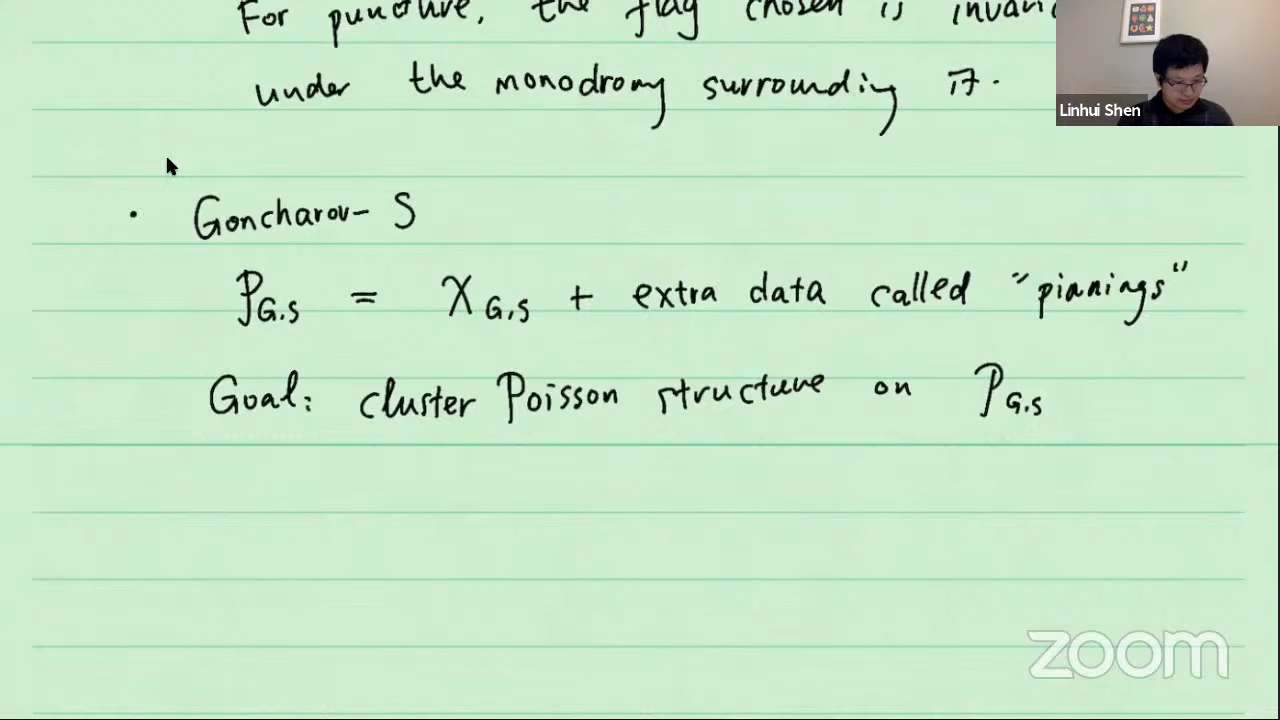 For puncture, the flag chosen is
under the monodromy surrounding it.
Linhui Shen
• Goncharov- S
P_{G.S} = X_{G,S} + extra data called "pinnings"
Goal: cluster Poisson structure on P_{G.S}
zoom